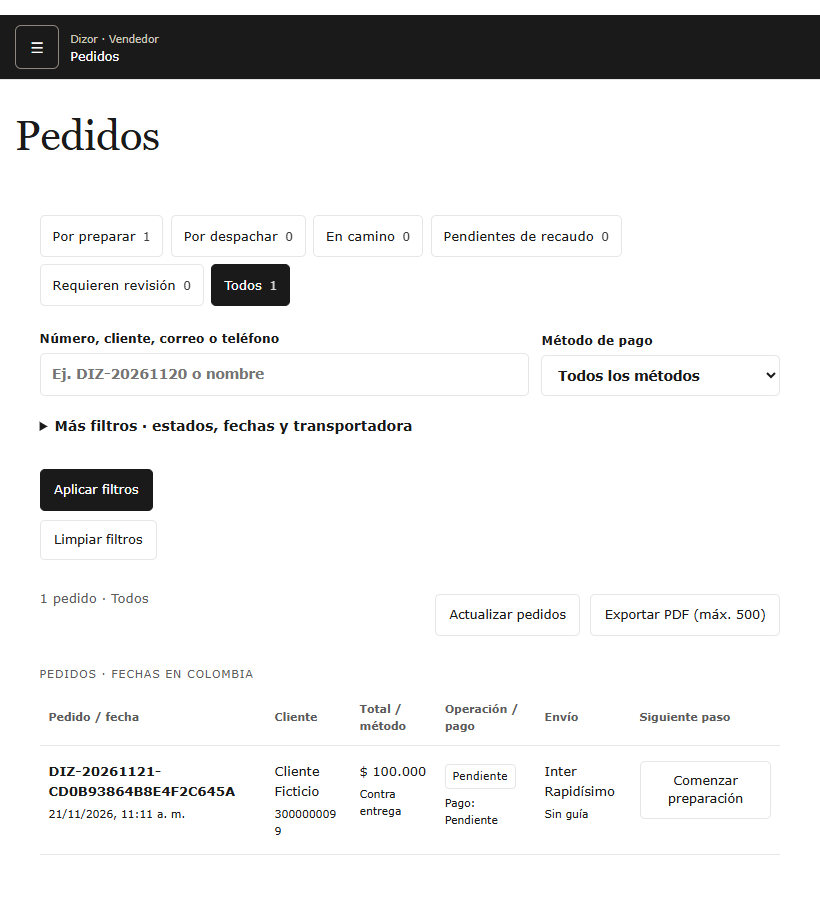 ☰
Dizor · Vendedor
Pedidos
Pedidos
Por preparar 1
Por despachar 0
En camino 0
Pendientes de recaudo 0
Requieren revisión 0
Todos 1
Número, cliente, correo o teléfono
Método de pago
Ej. DIZ-20261120 o nombre
Todos los métodos
▶ Más filtros · estados, fechas y transportadora
Aplicar filtros
Limpiar filtros
1 pedido · Todos
Actualizar pedidos
Exportar PDF (máx. 500)
PEDIDOS · FECHAS EN COLOMBIA
Pedido / fecha
Cliente
Total /
método
Operación /
pago
Envío
Siguiente paso
DIZ-20261121-
CD0B93864B8E4F2C645A
21/11/2026, 11:11 a. m.
Cliente
Ficticio
300000009
9
$ 100.000
Contra
entrega
Pendiente
Pago:
Pendiente
Inter
Rapidísimo
Sin guía
Comenzar
preparación